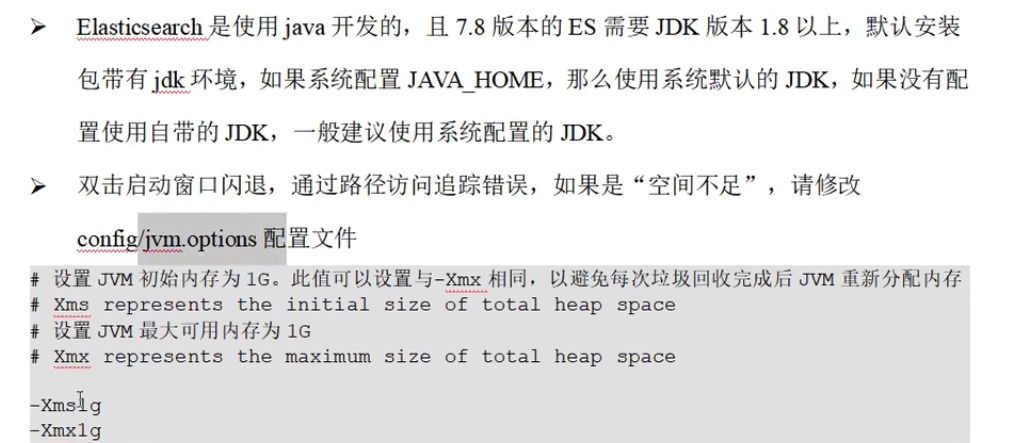 ➢ Elasticsearch 是使用 java 开发的，且 7.8 版本的 ES 需要 JDK 版本 1.8 以上，默认安装
包带有 jdk 环境，如果系统配置 JAVA_HOME，那么使用系统默认的 JDK，如果没有配
置使用自带的 JDK，一般建议使用系统配置的 JDK。
➢ 双击启动窗口闪退，通过路径访问追踪错误，如果是“空间不足”，请修改
config/jvm.options 配置文件
# 设置 JVM 初始内存为 1G。此值可以设置与-Xmx 相同，以避免每次垃圾回收完成后 JVM 重新分配内存
# Xms represents the initial size of total heap space
# 设置 JVM 最大可用内存为 1G
# Xmx represents the maximum size of total heap space
-Xms1g
-Xmx1g